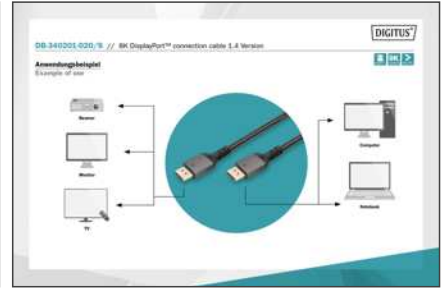 DIGITUS®
DB-340201-020/S // 8K DisplayPort™ connection cable 1.4 Version
8K
Anwendungsbeispiel
Example of use
Beamer
Computer
Monitor
Notebook
TV